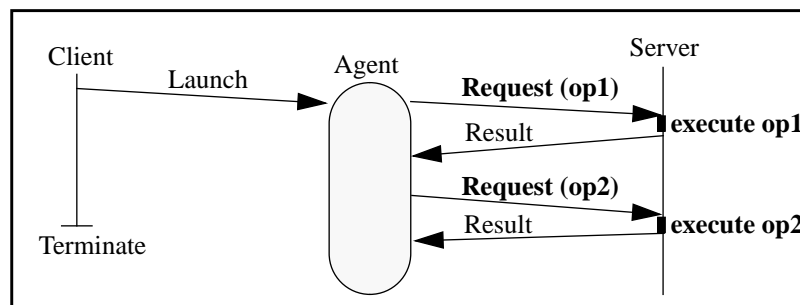 Client
Agent
Server
Launch
Request (op1)
execute op1
Result
Request (op2)
execute op2
Result
Terminate